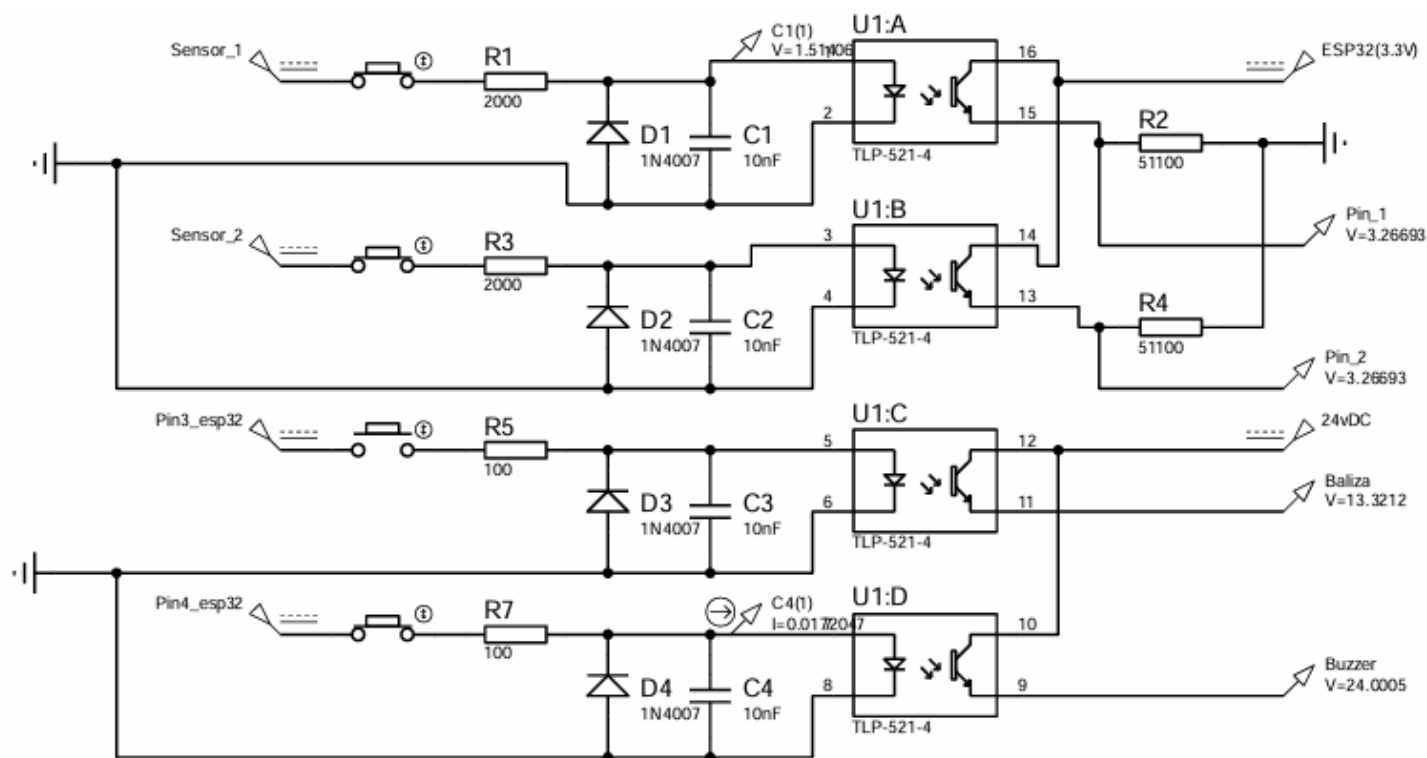 Sensor_1
R1
2000
C1(1)
U1:A
1
16
ESP32(3.3V)
D1
1N4007
C1
10nF
2
15
R2
51100
TLP-521-4
Pin_1
V=3.26693
Sensor_2
R3
2000
U1:B
3
14
D2
1N4007
C2
10nF
4
13
R4
51100
TLP-521-4
Pin_2
V=3.26693
Pin3_esp32
R5
100
U1:C
5
12
24vDC
D3
1N4007
C3
10nF
6
11
Baliza
V=13.3212
TLP-521-4
Pin4_esp32
R7
100
C4(1)
U1:D
10
D4
1N4007
C4
10nF
8
9
Buzzer
V=24.0005
TLP-521-4